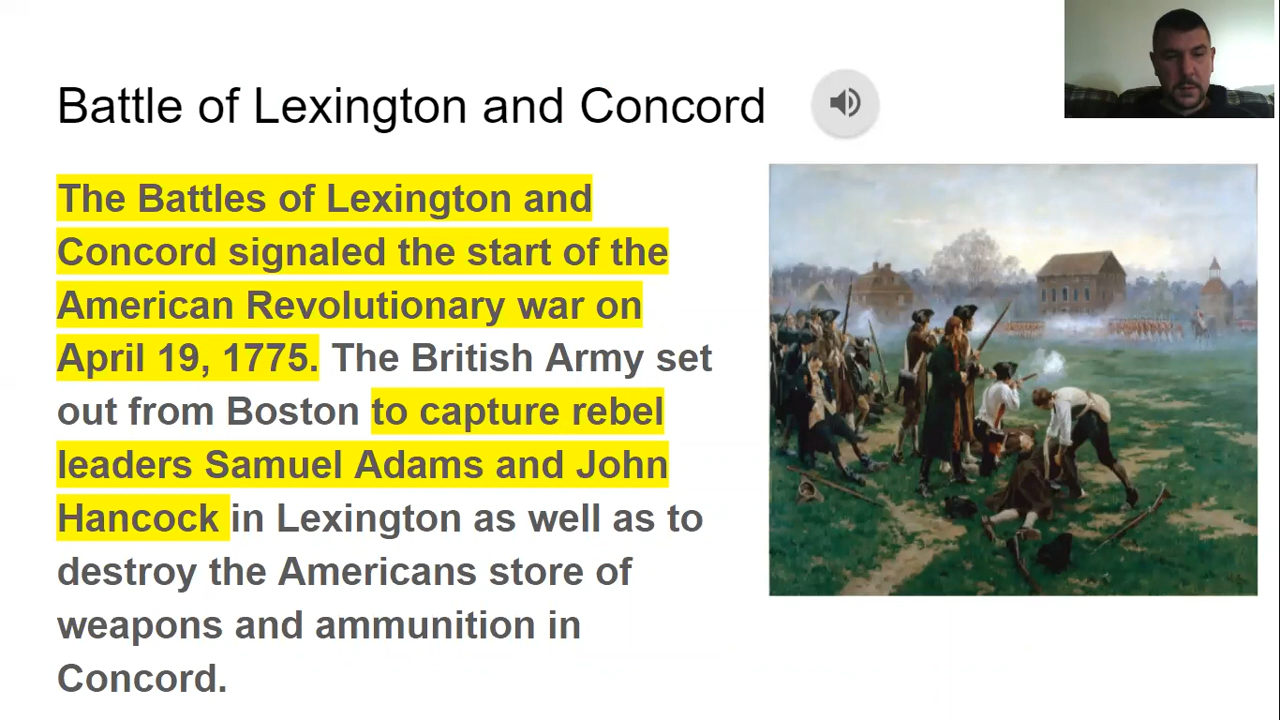 Battle of Lexington and Concord
The Battles of Lexington and
Concord signaled the start of the
American Revolutionary war on
April 19, 1775. The British Army set
out from Boston to capture rebel
leaders Samuel Adams and John
Hancock in Lexington as well as to
destroy the Americans store of
weapons and ammunition in
Concord.